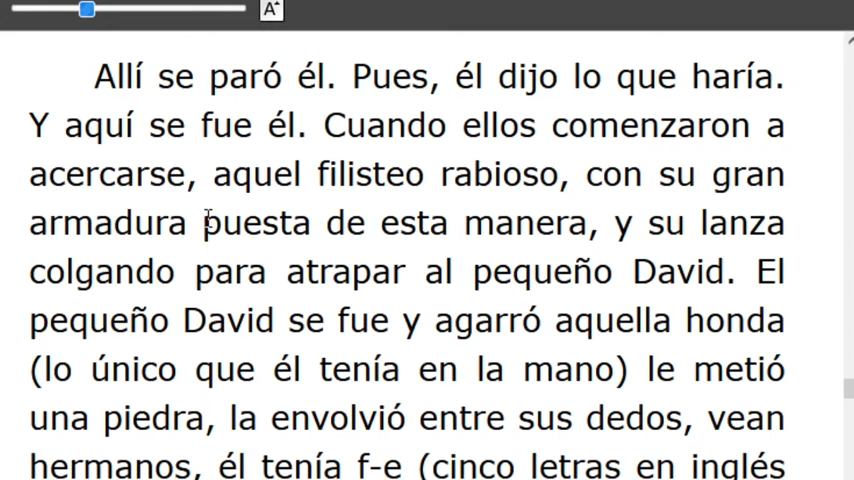 A
Allí se paró él. Pues, él dijo lo que haría.
Y aquí se fue él. Cuando ellos comenzaron a
acercarse, aquel filisteo rabioso, con su gran
armadura puesta de esta manera, y su lanza
colgando para atrapar al pequeño David. El
pequeño David se fue y agarró aquella honda
(lo único que él tenía en la mano) le metió
una piedra, la envolvió entre sus dedos, vean
hermanos, él tenía f-e (cinco letras en inglés